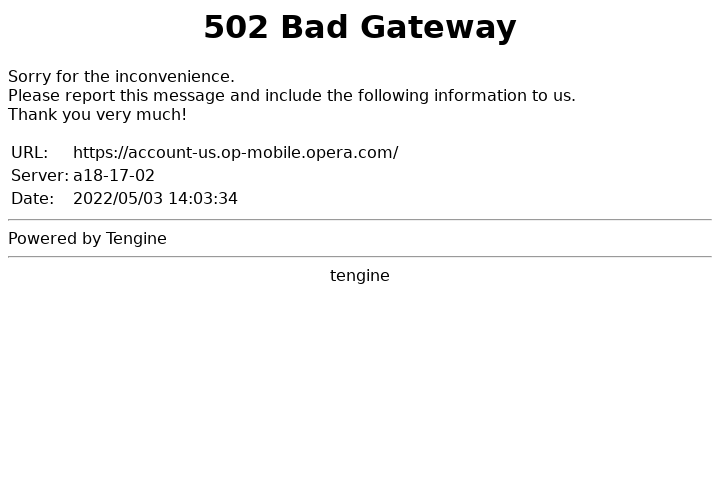 502 Bad Gateway
Sorry for the inconvenience.
Please report this message and include the following information to us.
Thank you very much!
URL: https://account-us.op-mobile.opera.com/
Server: a18-17-02
Date: 2022/05/03 14:03:34
Powered by Tengine
tengine